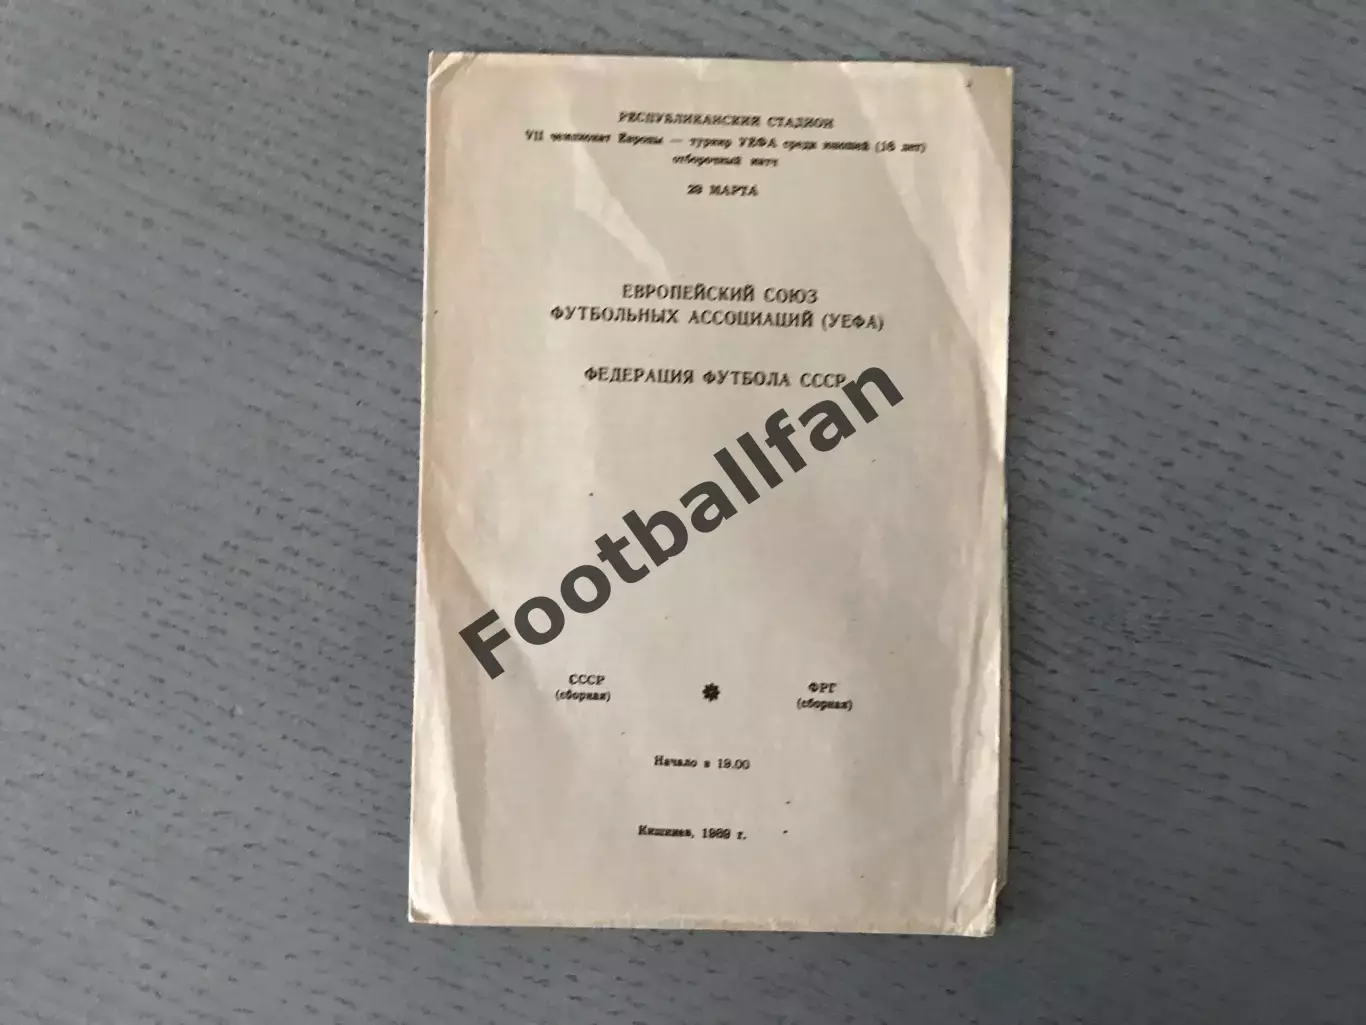 РЕСПУБЛИКАНСКИЙ СТАДИОН
VII чемпионат Европы — турнир УЕФА среди юношей (16 лет)
отборочный матч
29 МАРТА
ЕВРОПЕЙСКИЙ СОЮЗ
ФУТБОЛЬНЫХ АССОЦИАЦИЙ (УЕФА)
ФЕДЕРАЦИЯ ФУТБОЛА СССР
Footballfan
СССР ФРГ
(сборная) (сборная)
Начало в 19.00
Кишинев, 1989 г.